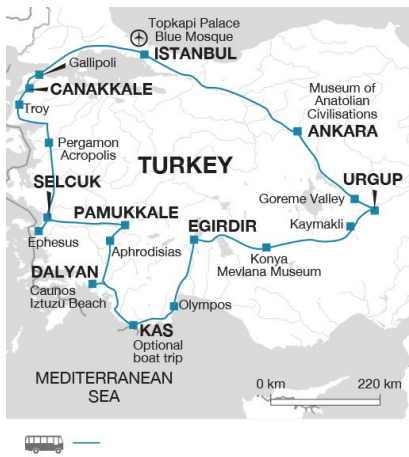 Topkapi Palace
Blue Mosque
ISTANBUL
Gallipoli
CANAKKALE
Troy
Museum of
Anatolian
Civilisations
ANKARA
Pergamon
Acropolis
TURKEY
SELCUK
PAMUKKALE
URGUP
Goreme Valley
EGIRDIR
Kaymakli
Ephesus
Aphrodisias
Konya
Mevlana Museum
DALYAN
Caunos
Iztuzu Beach
Olympos
KAS
Optional
boat trip
MEDITERRANEAN
SEA
0 km
220 km